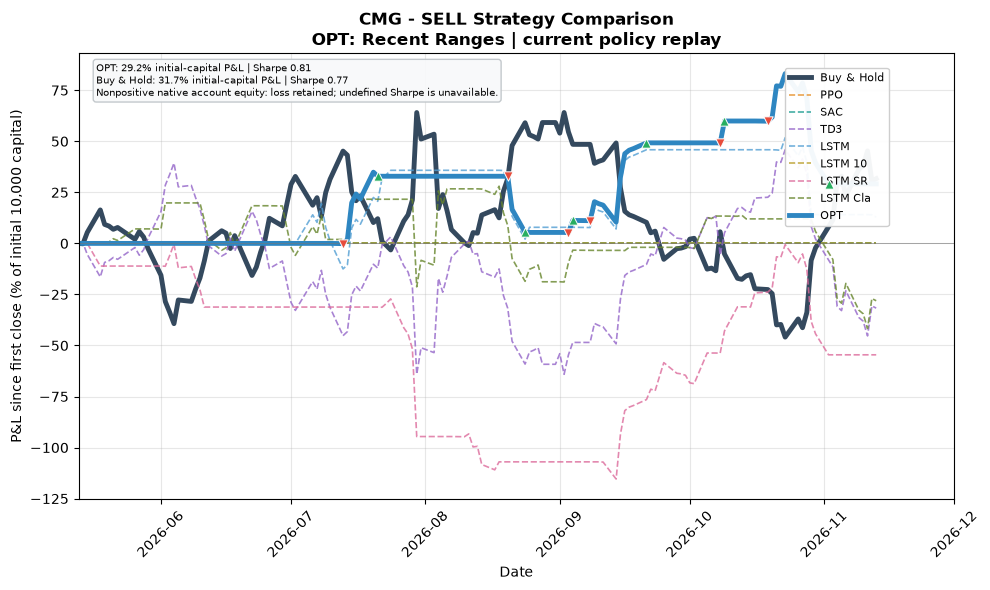 CMG - SELL Strategy Comparison
OPT: Recent Ranges | current policy replay
OPT: 29.2% initial-capital P&L | Sharpe 0.81
Buy & Hold: 31.7% initial-capital P&L | Sharpe 0.77
Nonpositive native account equity: loss retained; undefined Sharpe is unavailable.
Buy & Hold
PPO
SAC
TD3
LSTM
LSTM 10
LSTM SR
LSTM Cla
OPT
P&L since first close (% of initial 10,000 capital)
75
50
25
0
−25
−50
−75
−100
−125
2026-06
2026-07
2026-08
2026-09
2026-10
2026-11
2026-12
Date